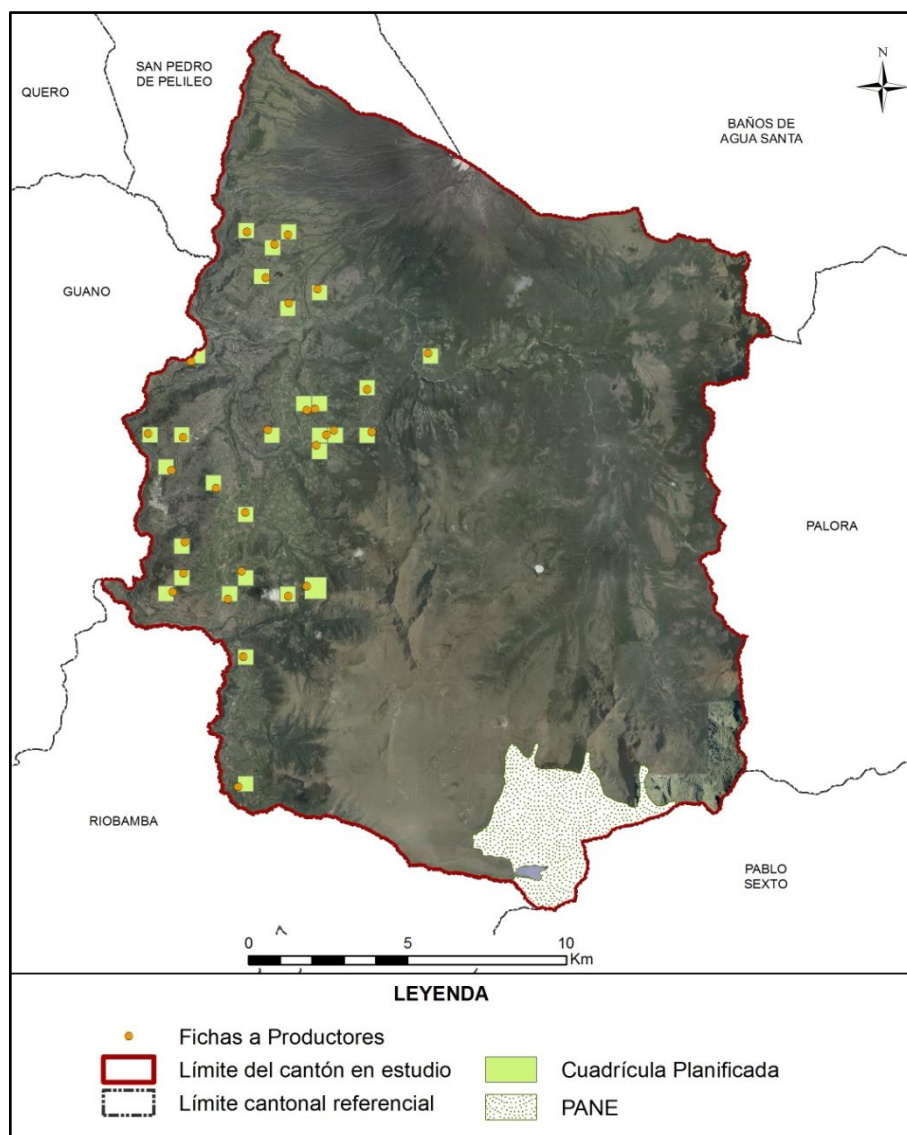 SAN PEDRO
DE PELILEO
QUERO
N
BAÑOS DE
AGUA SANTA
GUANO
PALORA
RIOBAMBA
PABLO
SEXTO
0 5 10
Km
LEYENDA
Fichas a Productores
Límite del cantón en estudio
Límite cantonal referencial
Cuadrícula Planificada
PANE